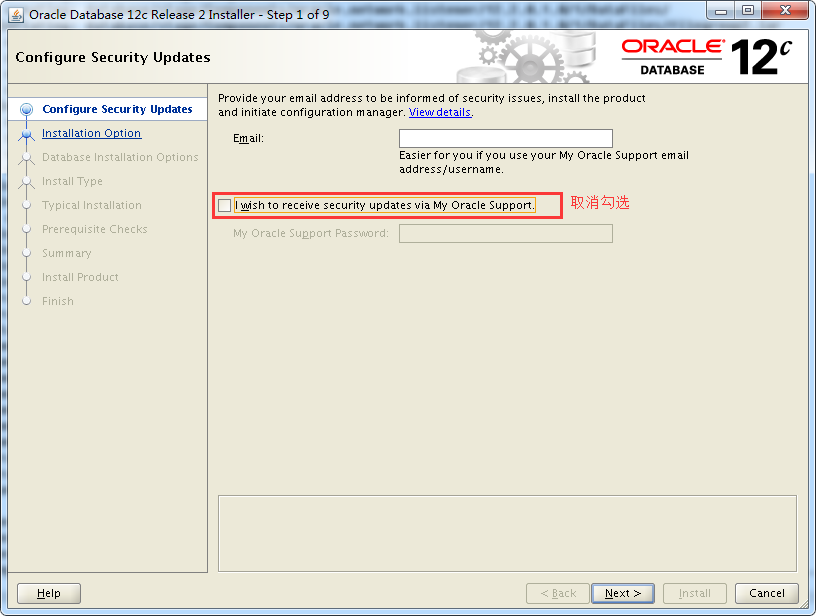 Oracle Database 12c Release 2 Installer - Step 1 of 9
Configure Security Updates
ORACLE
DATABASE
12c
Configure Security Updates
Installation Option
Database Installation Options
Install Type
Typical Installation
Prerequisite Checks
Summary
Install Product
Finish
Provide your email address to be informed of security issues, install the product
and initiate configuration manager. View details.
Email:
Easier for you if you use your My Oracle Support email
address/username.
I wish to receive security updates via My Oracle Support.
取消勾选
My Oracle Support Password:
Help
< Back
Next >
Install
Cancel